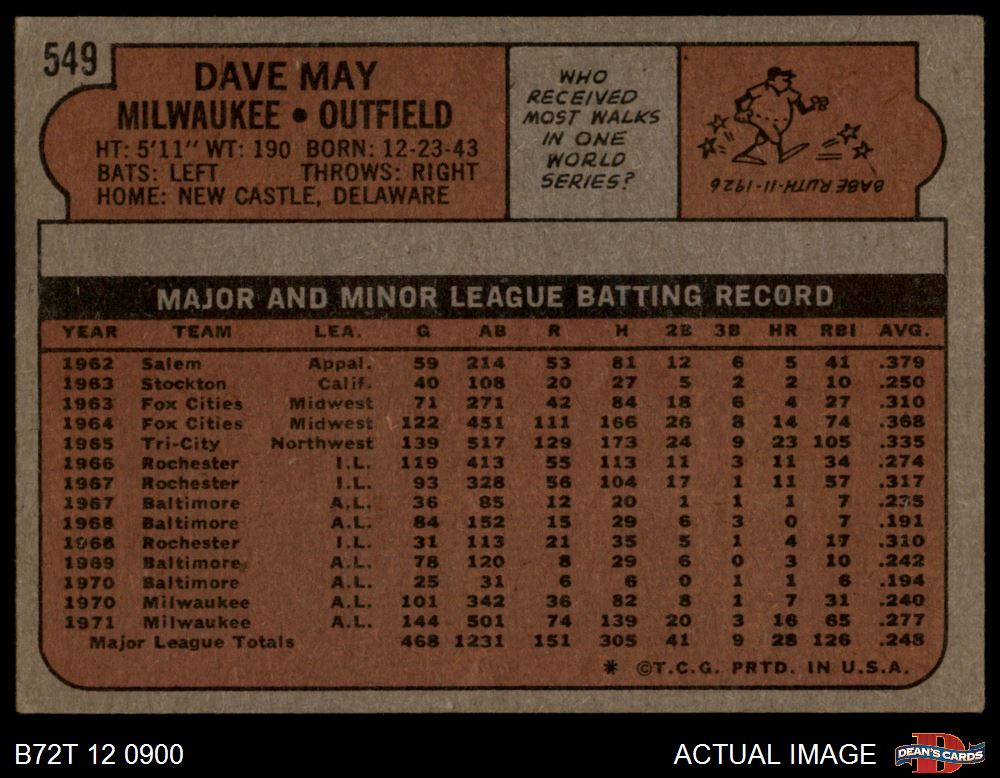 549
DAVE MAY
MILWAUKEE • OUTFIELD
HT: 5'11" WT: 190 BORN: 12-23-43
BATS: LEFT THROWS: RIGHT
HOME: NEW CASTLE, DELAWARE
WHO
RECEIVED
MOST WALKS
IN ONE
WORLD
SERIES?
BABE RUTH-11-1926
MAJOR AND MINOR LEAGUE BATTING RECORD
YEAR TEAM LEA. G AB R H 2B 3B HR RBI AVG.
1962 Salem Appal. 59 214 53 81 12 6 5 41 .379
1963 Stockton Calif. 40 108 20 27 5 2 2 10 .250
1963 Fox Cities Midwest 71 271 42 84 18 6 4 27 .310
1964 Fox Cities Midwest 122 451 111 166 26 8 14 74 .368
1965 Tri-City Northwest 139 517 129 173 24 9 23 105 .335
1966 Rochester I.L. 119 413 55 113 11 3 11 34 .274
1967 Rochester I.L. 93 328 56 104 17 1 11 57 .317
1967 Baltimore A.L. 36 85 12 20 1 1 1 7 .235
1968 Baltimore A.L. 84 152 15 29 6 3 0 7 .191
1968 Rochester I.L. 31 113 21 35 5 1 4 17 .310
1969 Baltimore A.L. 78 120 8 29 6 0 3 10 .242
1970 Baltimore A.L. 25 31 6 6 0 1 1 6 .194
1970 Milwaukee A.L. 101 342 36 82 8 1 7 31 .240
1971 Milwaukee A.L. 144 501 74 139 20 3 16 65 .277
Major League Totals 468 1231 151 305 41 9 28 126 .248
* ©T.C.G. PRTD. IN U.S.A.
B72T 12 0900
ACTUAL IMAGE
DEAN'S CARDS